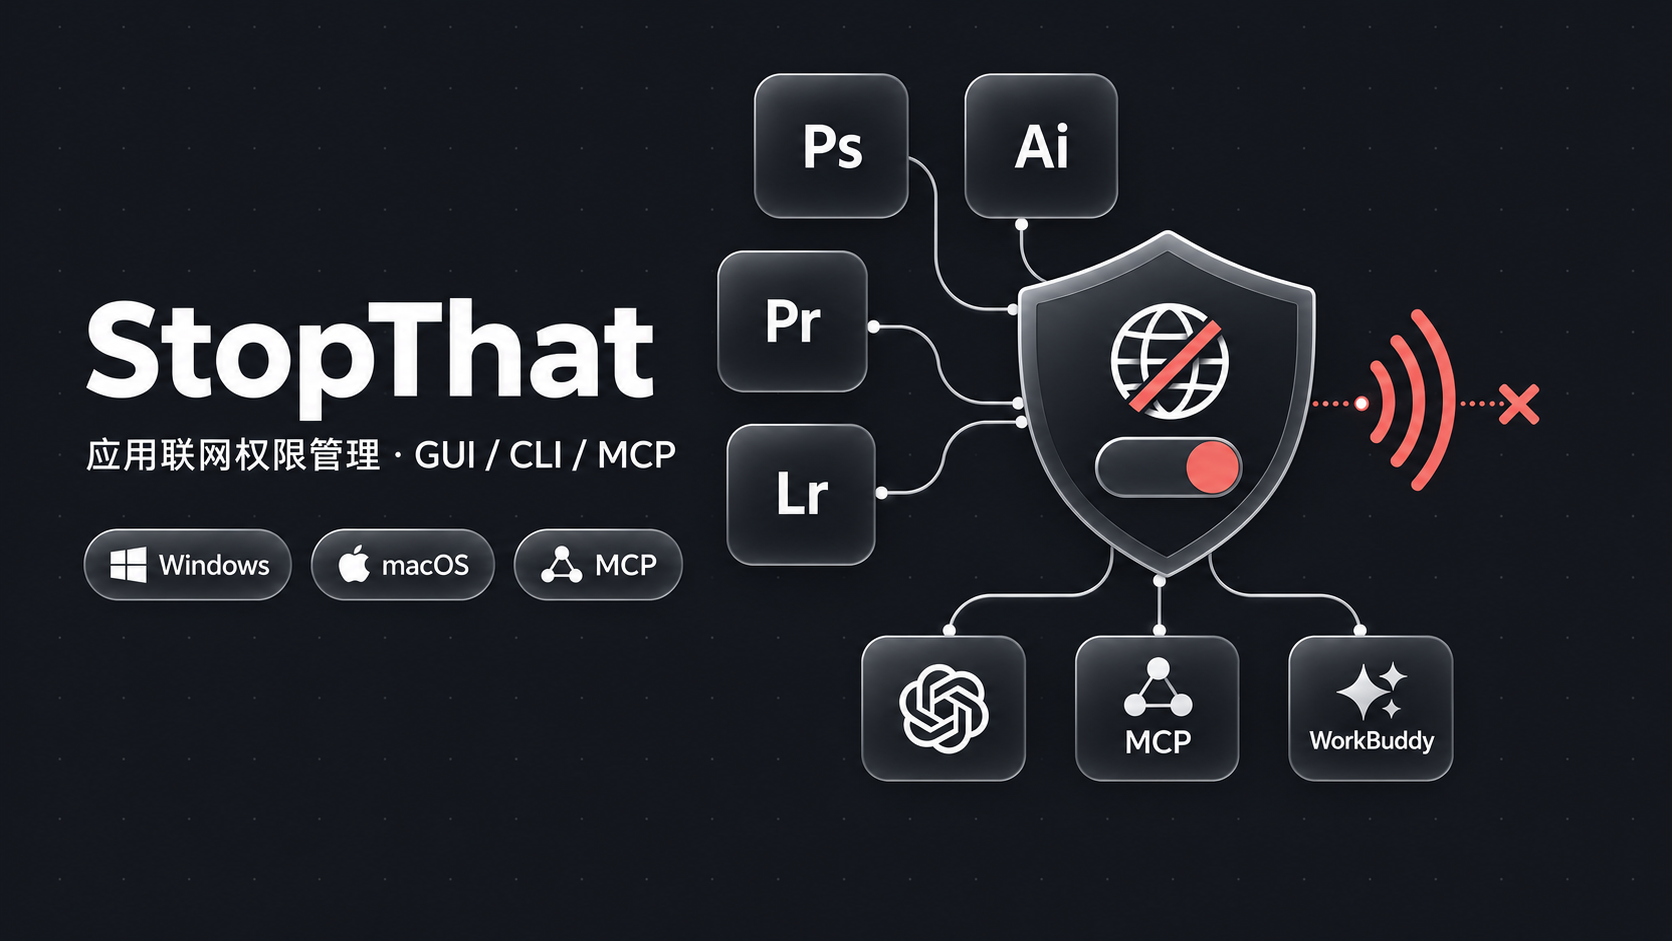 StopThat
应用联网权限管理 · GUI / CLI / MCP
Windows
macOS
MCP
Ps
Ai
Pr
Lr
MCP
WorkBuddy